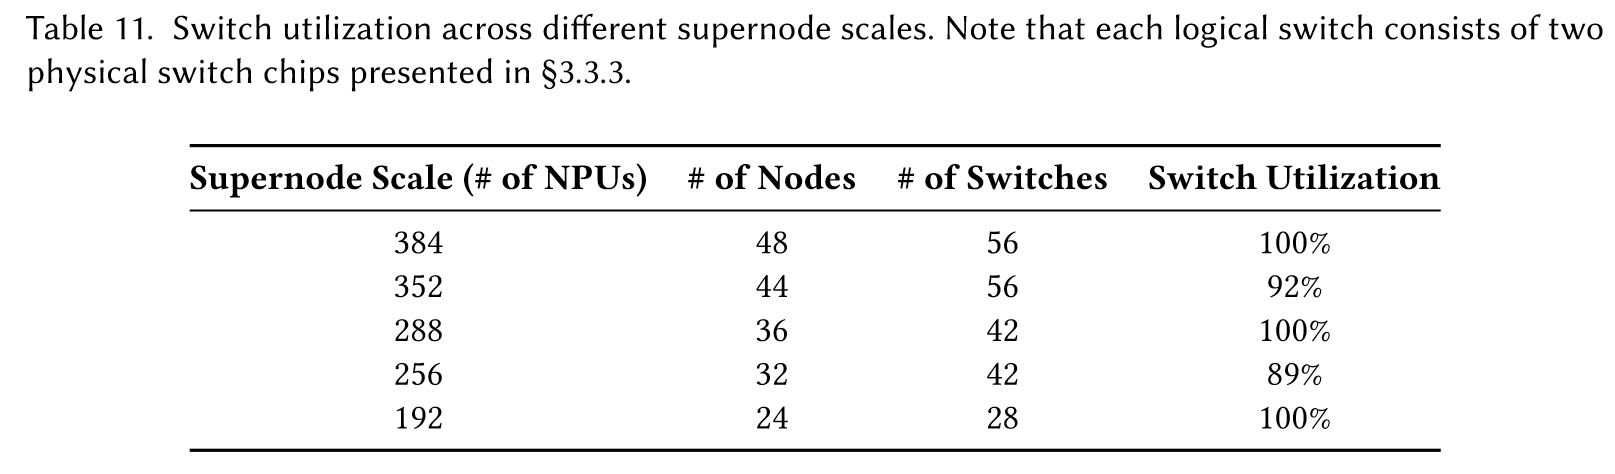 Table 11. Switch utilization across different supernode scales. Note that each logical switch consists of two
physical switch chips presented in §3.3.3.
Supernode Scale (# of NPUs) # of Nodes # of Switches Switch Utilization
384 48 56 100%
352 44 56 92%
288 36 42 100%
256 32 42 89%
192 24 28 100%